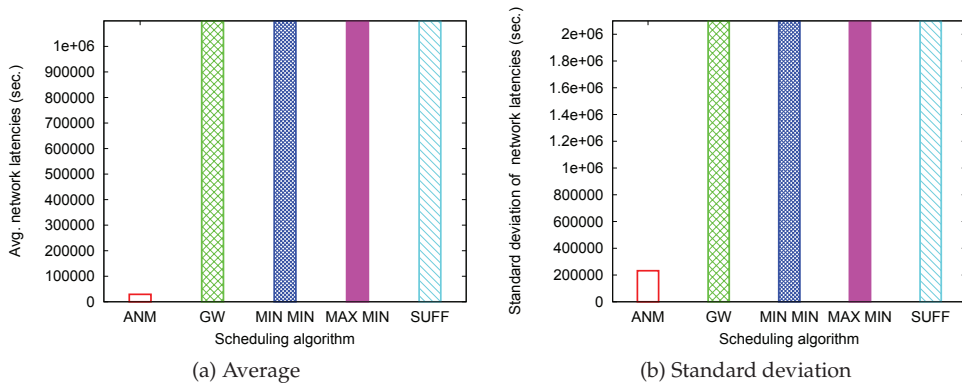 Avg. network latencies (sec.)
1e+06
900000
800000
700000
600000
500000
400000
300000
200000
100000
0
ANM GW MIN MIN MAX MIN SUFF
Scheduling algorithm
(a) Average
Standard deviation of network latencies (sec.)
2e+06
1.8e+06
1.6e+06
1.4e+06
1.2e+06
1e+06
800000
600000
400000
200000
0
ANM GW MIN MIN MAX MIN SUFF
Scheduling algorithm
(b) Standard deviation